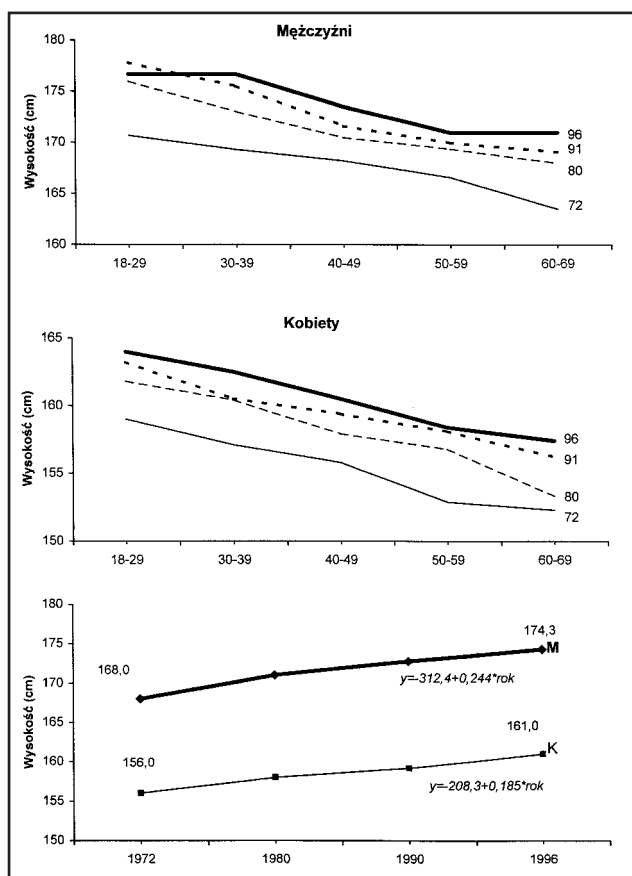 Mężczyźni
Wysokość (cm)
180
175
170
165
160
96
91
80
72
18-29 30-39 40-49 50-59 60-69
Kobiety
Wysokość (cm)
165
160
155
150
96
91
80
72
18-29 30-39 40-49 50-59 60-69
Wysokość (cm)
180
175
170
165
160
155
150
168,0
174,3
M
y=-312,4+0,244*rok
156,0
161,0
K
y=-208,3+0,185*rok
1972 1980 1990 1996